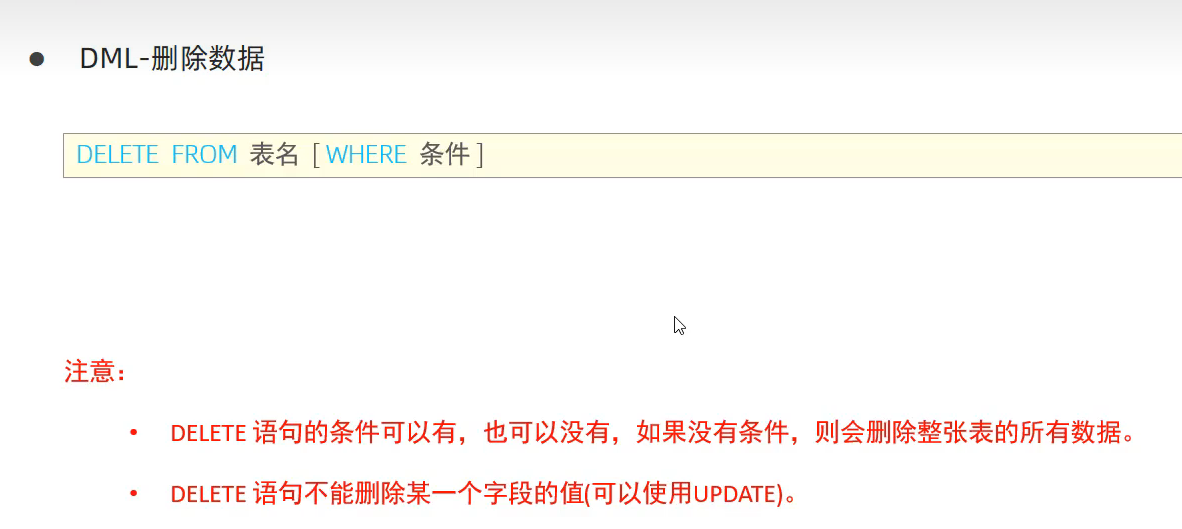 ● DML-删除数据
DELETE FROM 表名 [ WHERE 条件 ]
注意：
• DELETE 语句的条件可以有，也可以没有，如果没有条件，则会删除整张表的所有数据。
• DELETE 语句不能删除某一个字段的值(可以使用UPDATE)。